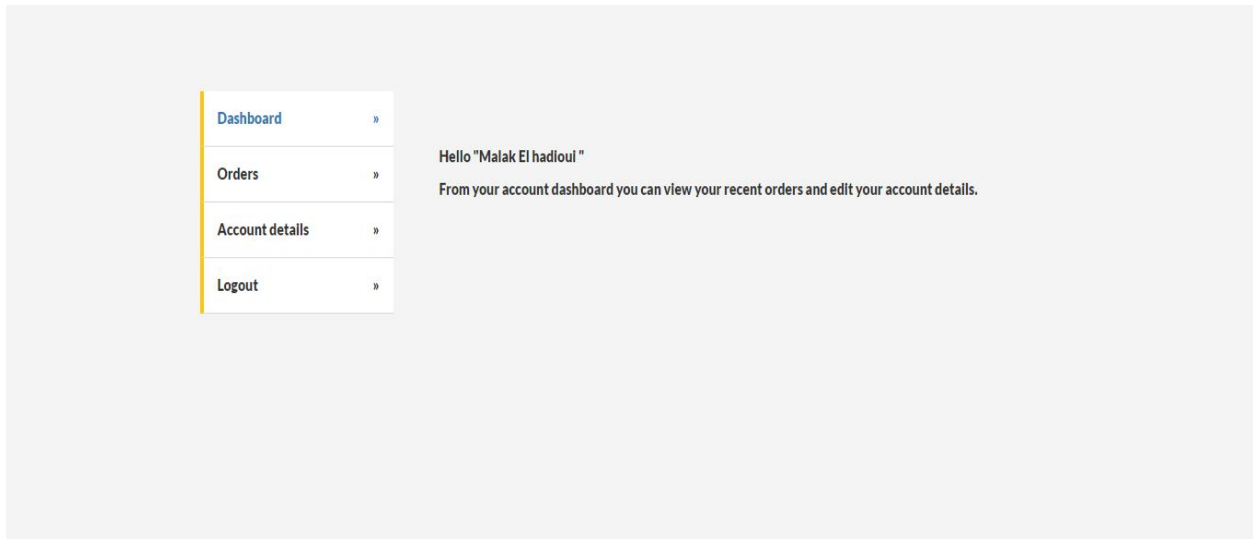 Dashboard »
Orders »
Account details »
Logout »
Hello "Malak El hadioui "
From your account dashboard you can view your recent orders and edit your account details.